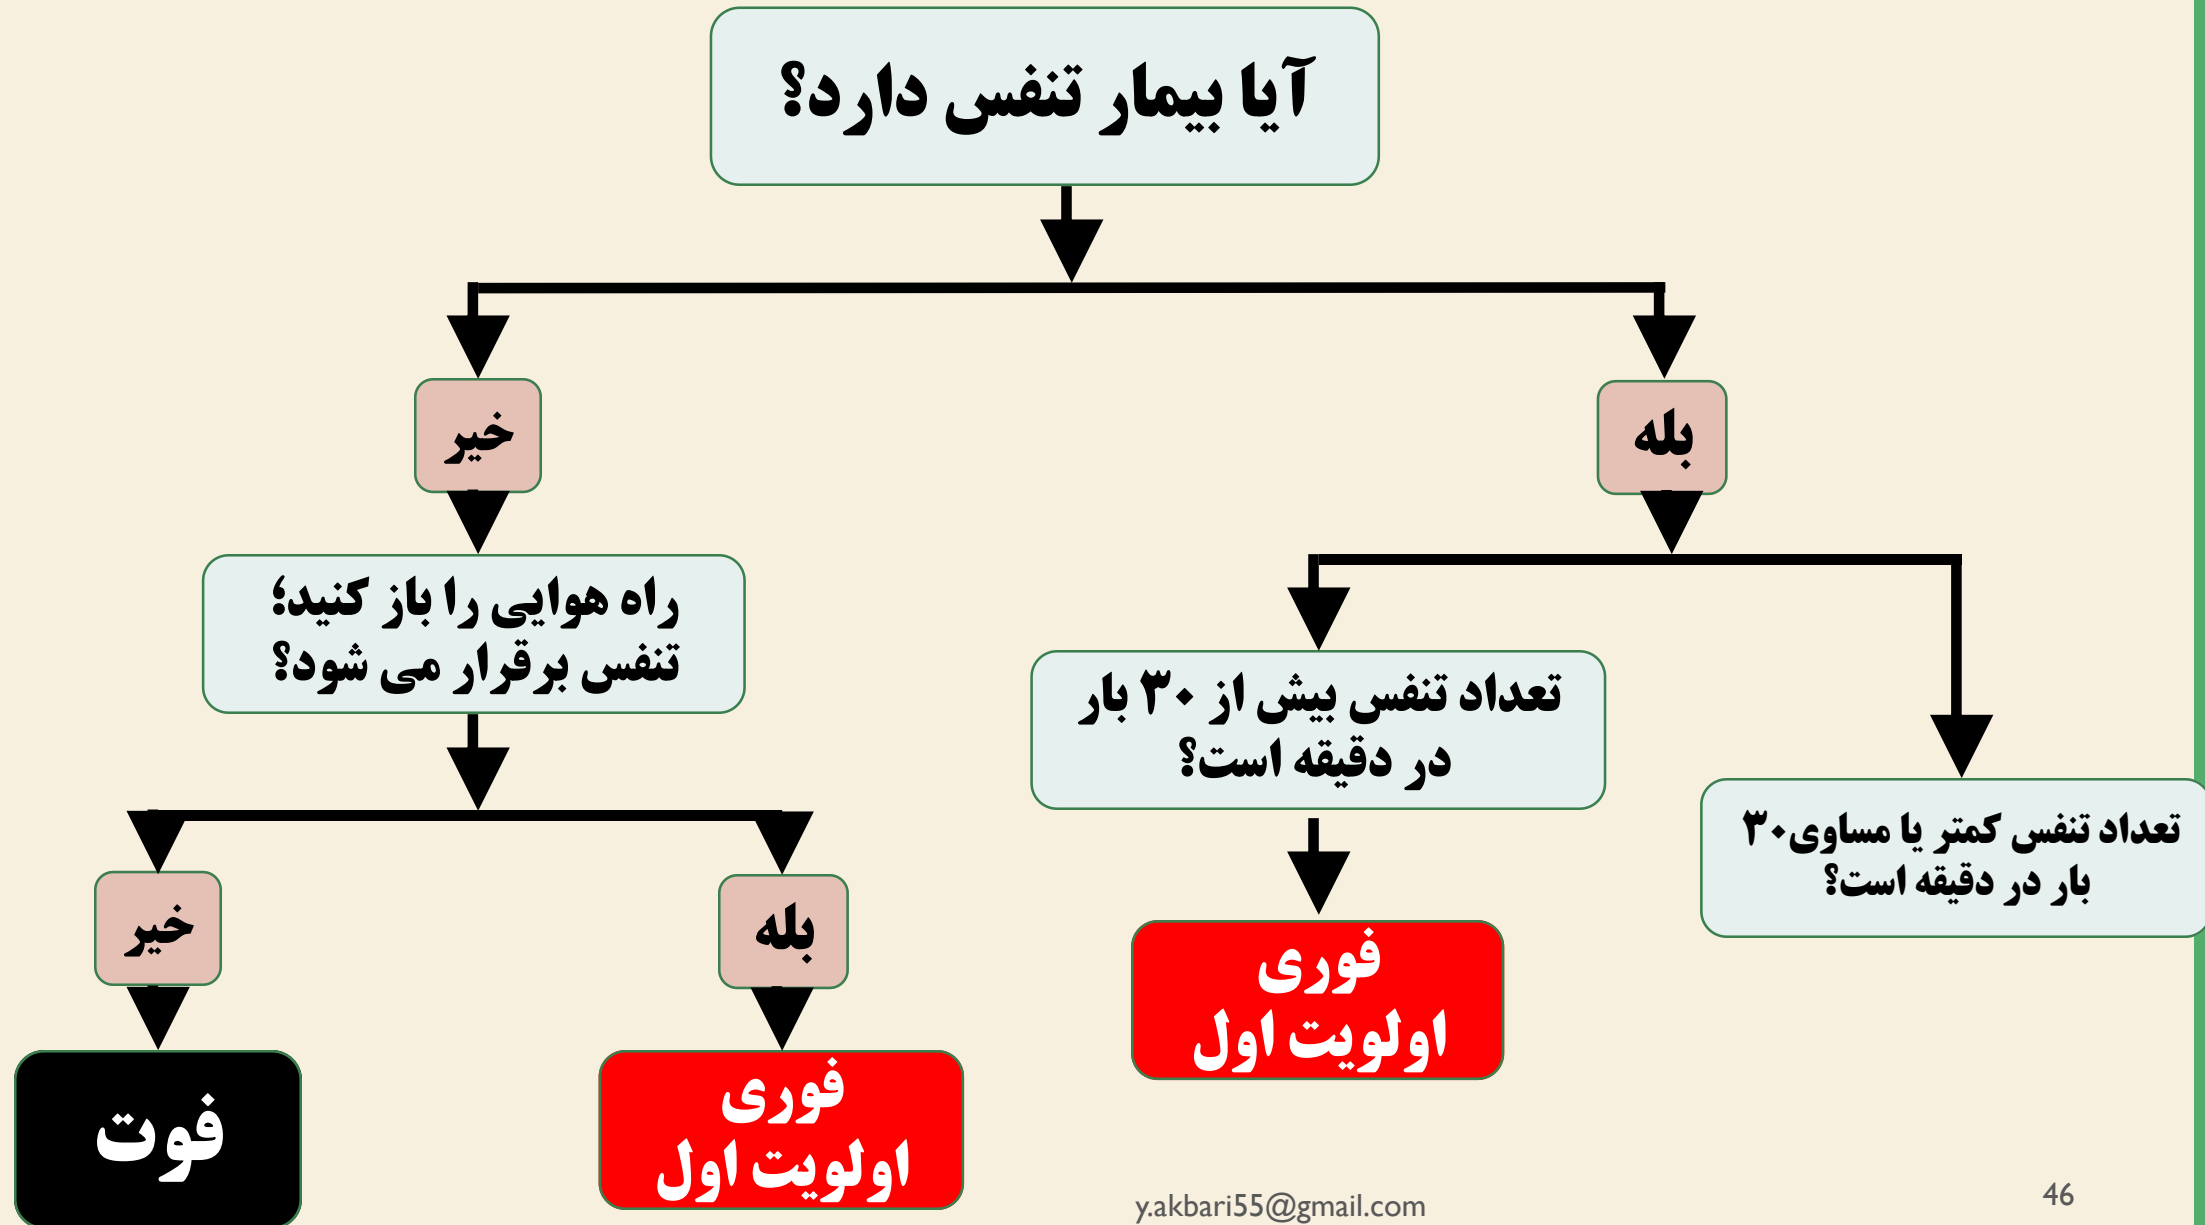 آیا بیمار تنفس دارد؟
بله
خیر
راه هوایی را باز کنید؛
تنفس برقرار می شود؟
تعداد تنفس بیش از ۳۰ بار
در دقیقه است؟
تعداد تنفس کمتر یا مساوی۳۰
بار در دقیقه است؟
بله
خیر
فوری
اولویت اول
فوری
اولویت اول
فوت
y.akbari55@gmail.com
46